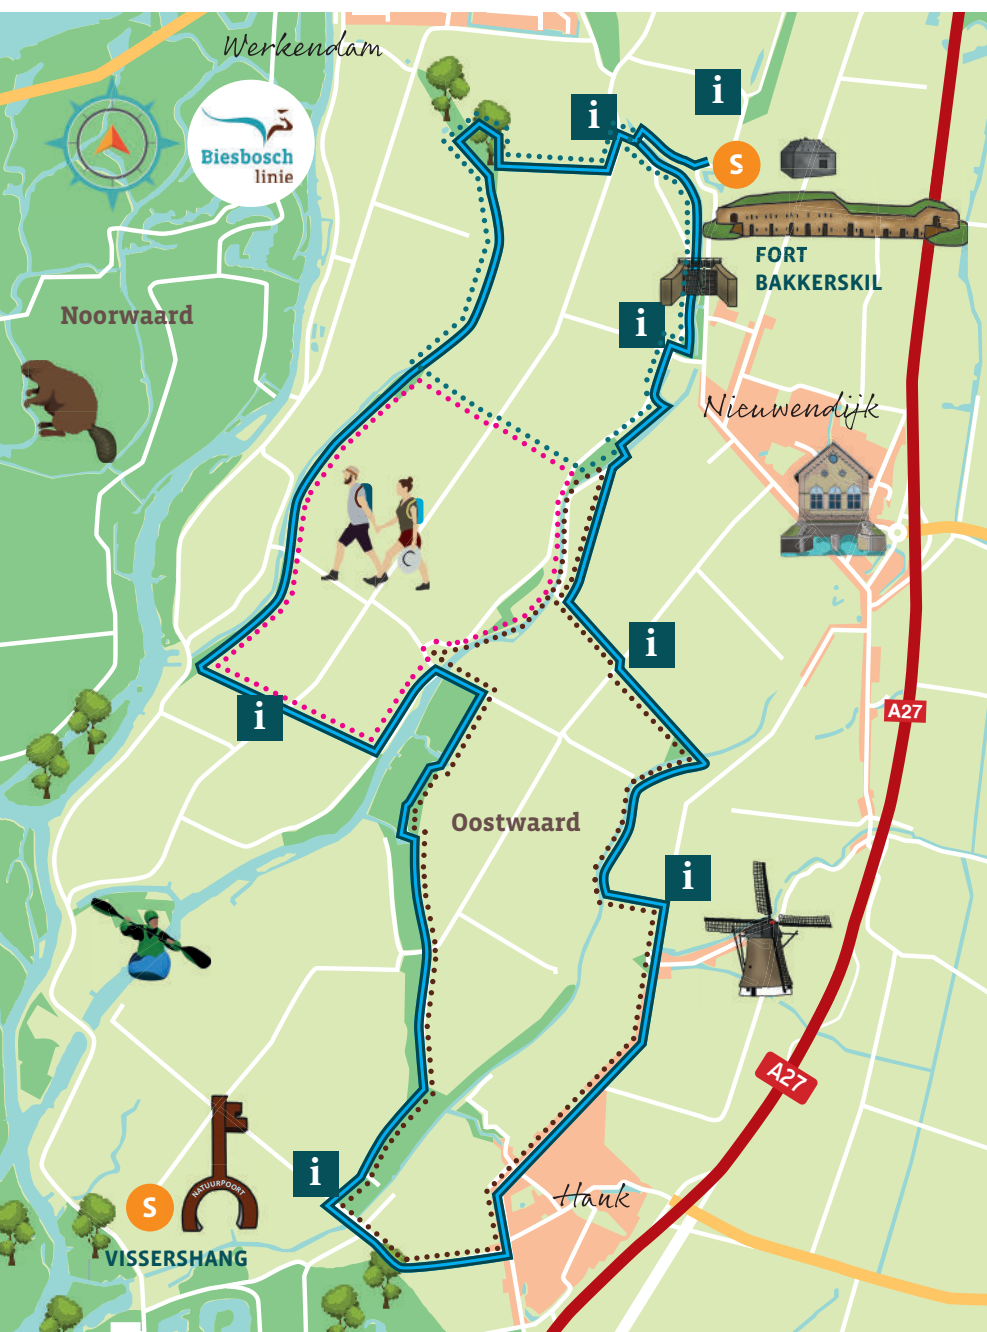 Werkendam
i
i
Biesbosch
linie
S
FORT
BAKKERSKIL
Noorwaard
i
Nieuwendijk
i
i
A27
Oostwaard
i
A27
i
NATUURPOORT
S
Hank
VISSERSHANG